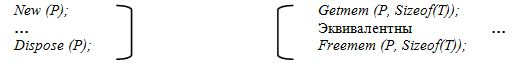 New (P);
Getmem (P, Sizeof(T));
…
Эквивалентны …
Dispose (P);
Freemem (P, Sizeof(T));